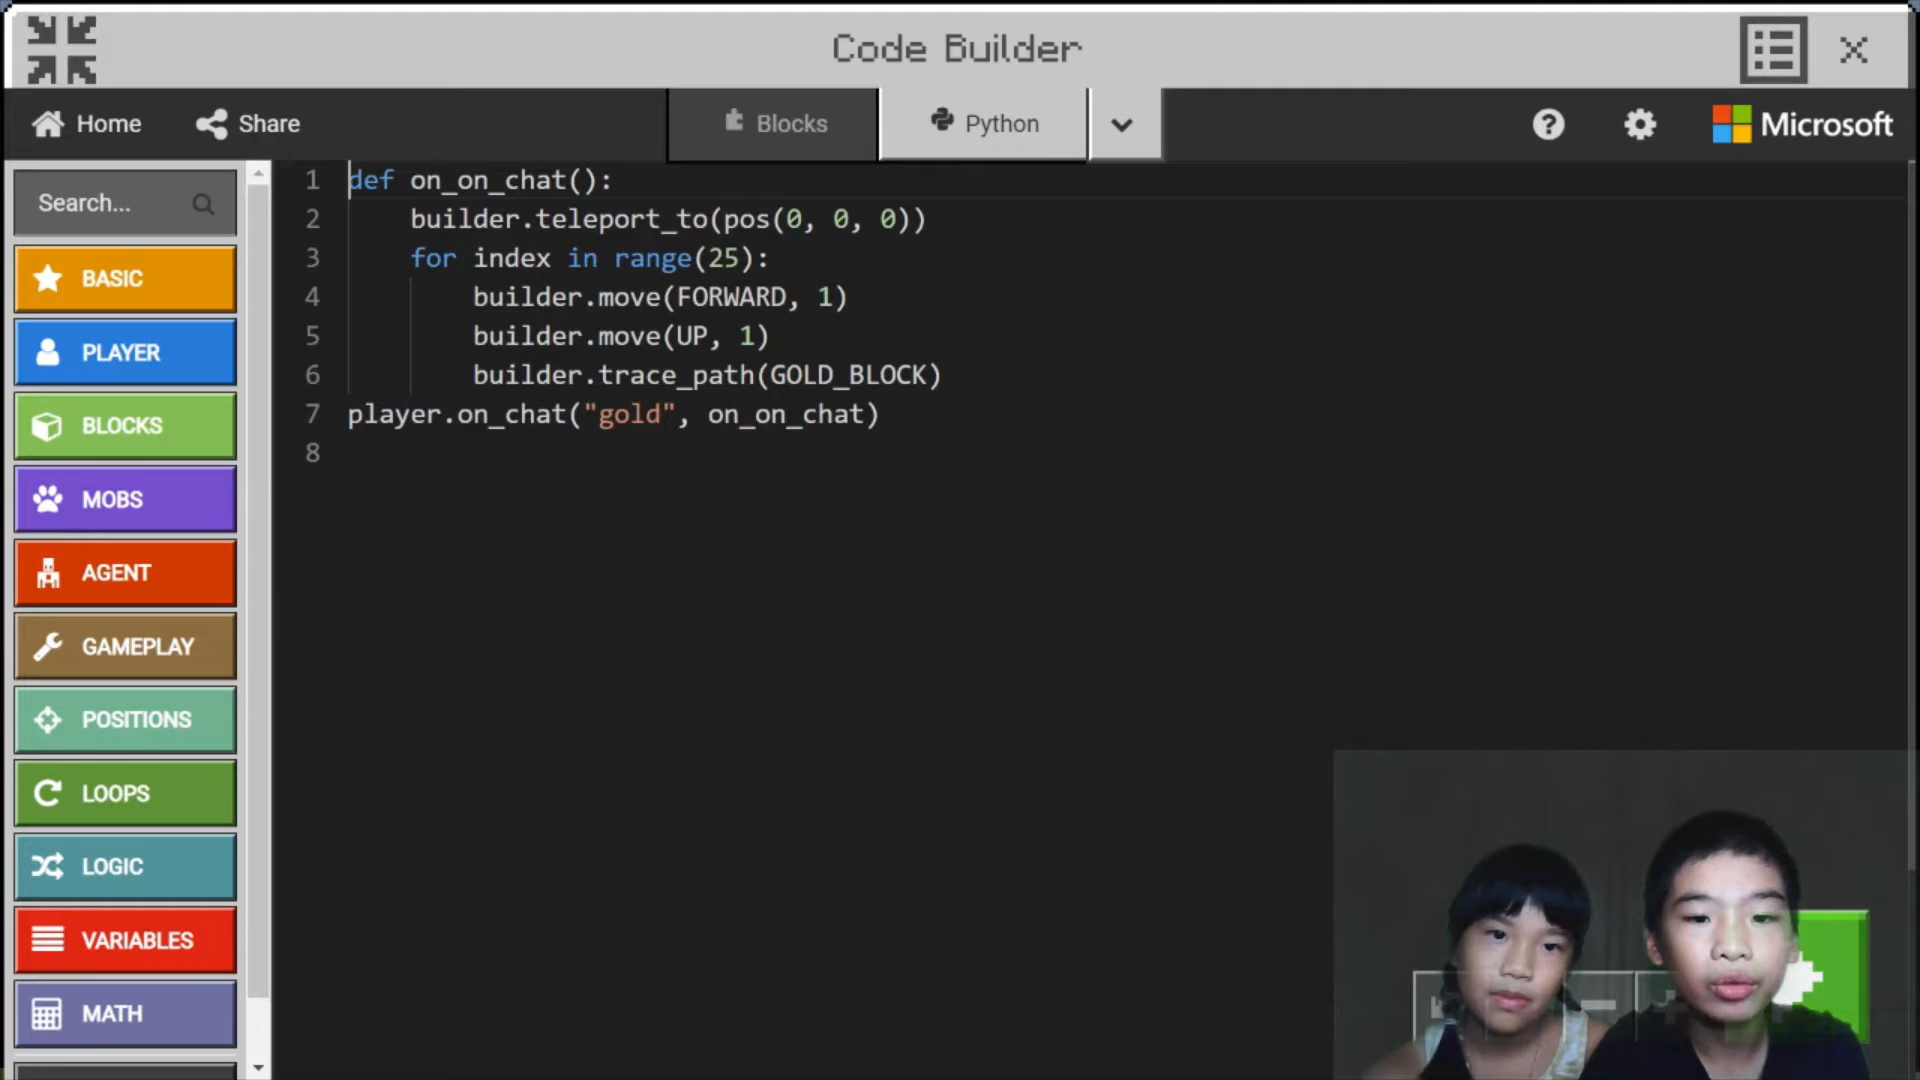 Code Builder
Home
Share
Blocks
Python
Microsoft
Search...
BASIC
PLAYER
BLOCKS
MOBS
AGENT
GAMEPLAY
POSITIONS
LOOPS
LOGIC
VARIABLES
MATH
1 def on_on_chat():
2 builder.teleport_to(pos(0, 0, 0))
3 for index in range(25):
4 builder.move(FORWARD, 1)
5 builder.move(UP, 1)
6 builder.trace_path(GOLD_BLOCK)
7 player.on_chat("gold", on_on_chat)
8